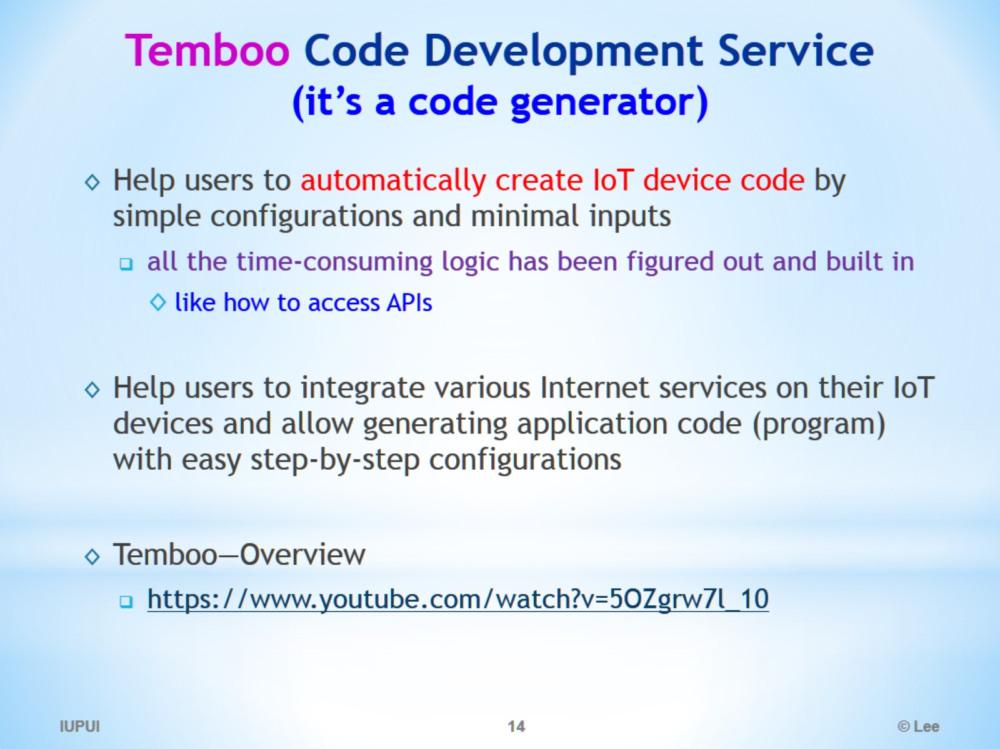 Temboo Code Development Service
(it’s a code generator)
Help users to automatically create IoT device code by
simple configurations and minimal inputs
all the time-consuming logic has been figured out and built in
like how to access APIs
Help users to integrate various Internet services on their IoT
devices and allow generating application code (program)
with easy step-by-step configurations
Temboo—Overview
https://www.youtube.com/watch?v=5OZgrw7l_10
IUPUI
14
© Lee